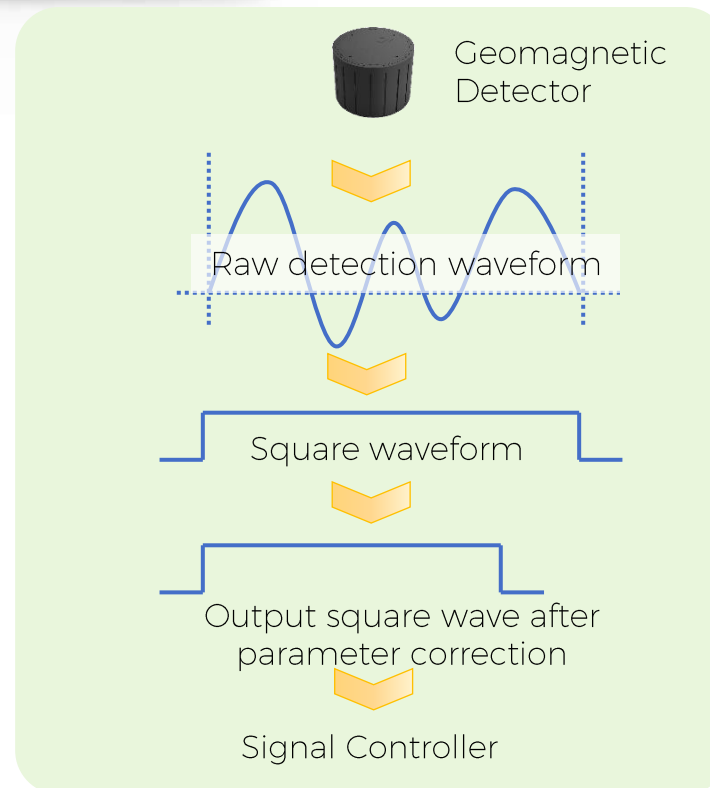 Geomagnetic
Detector
Raw detection waveform
Square waveform
Output square wave after
parameter correction
Signal Controller